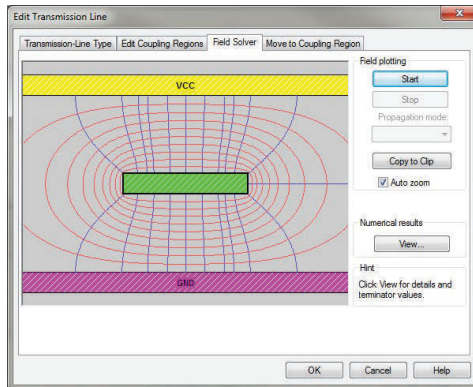 Edit Transmission Line
Transmission-Line Type
Edit Coupling Regions
Field Solver
Move to Coupling Region
VCC
GND
Field plotting
Start
Stop
Propagation mode:
Copy to Clip
Auto zoom
Numerical results
View...
Hint
Click View for details and
terminator values.
OK
Cancel
Help